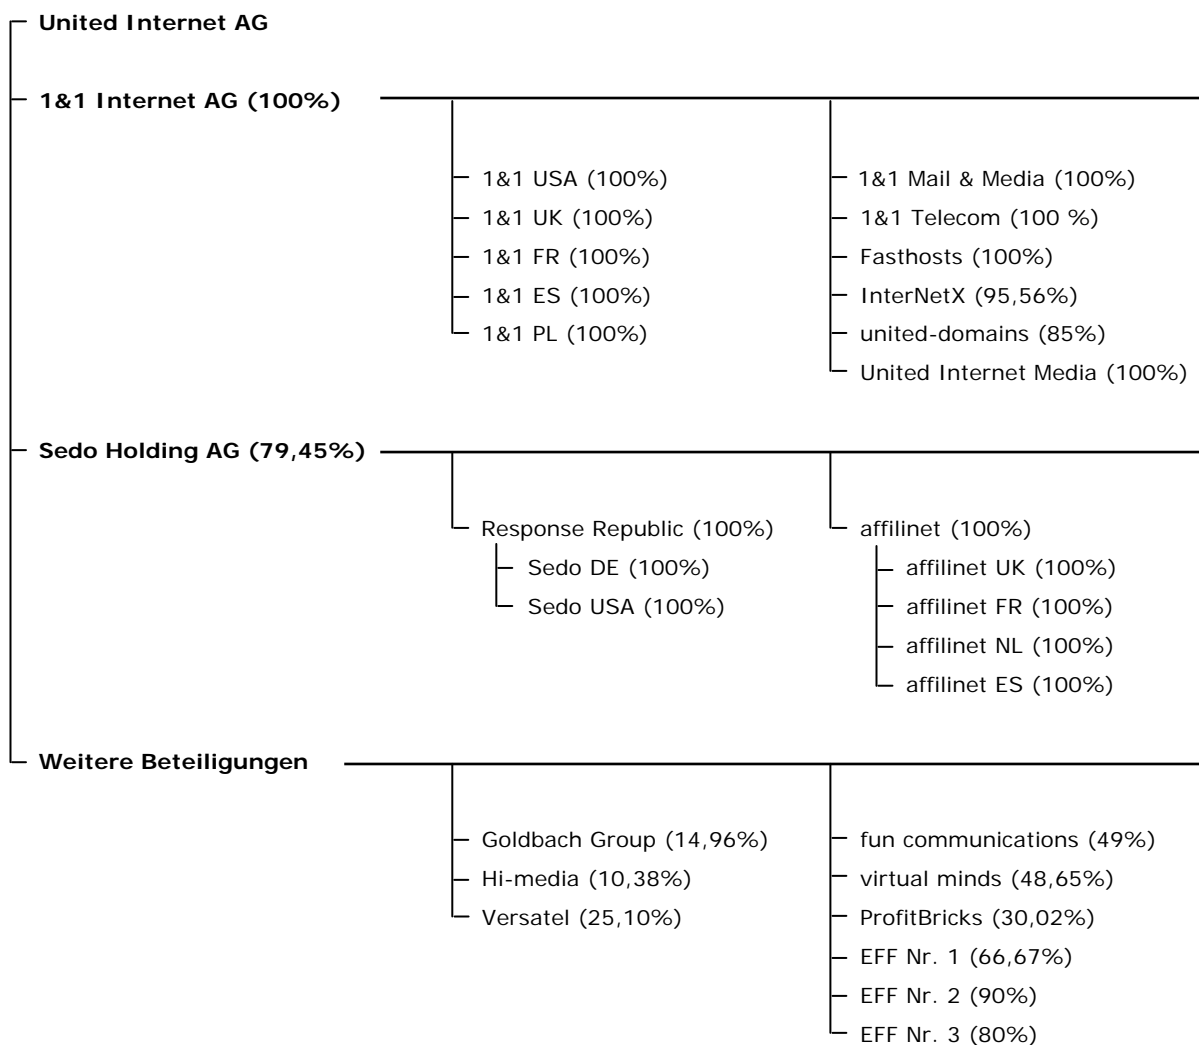 United Internet AG
1&1 Internet AG (100%)
1&1 USA (100%)
1&1 UK (100%)
1&1 FR (100%)
1&1 ES (100%)
1&1 PL (100%)
1&1 Mail & Media (100%)
1&1 Telecom (100 %)
Fasthosts (100%)
InterNetX (95,56%)
united-domains (85%)
United Internet Media (100%)
Sedo Holding AG (79,45%)
Response Republic (100%)
Sedo DE (100%)
Sedo USA (100%)
affilinet (100%)
affilinet UK (100%)
affilinet FR (100%)
affilinet NL (100%)
affilinet ES (100%)
Weitere Beteiligungen
Goldbach Group (14,96%)
Hi-media (10,38%)
Versatel (25,10%)
fun communications (49%)
virtual minds (48,65%)
ProfitBricks (30,02%)
EFF Nr. 1 (66,67%)
EFF Nr. 2 (90%)
EFF Nr. 3 (80%)